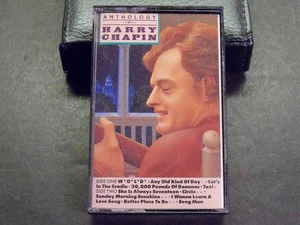 ANTHOLOGY
OF
HARRY CHAPIN
SIDE ONE W*O*L*D* · Any Old Kind Of Day · Cat's
In The Cradle · 30,000 Pounds Of Bananas · Taxi
SIDE TWO She Is Always Seventeen · Circle
Sunday Morning Sunshine · I Wanna Learn A
Love Song · Better Place To Be · Song Man